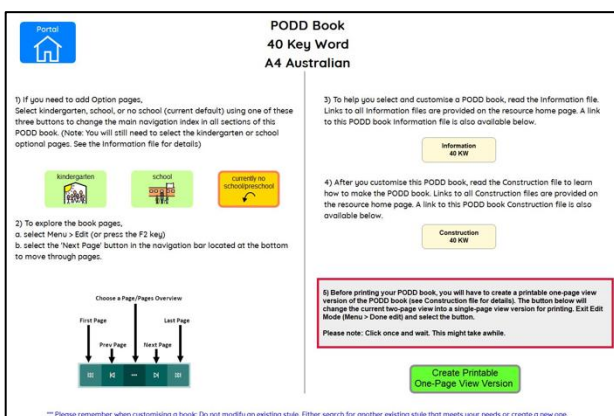 Portal
PODD Book
40 Key Word
A4 Australian
1) If you need to add Option pages,
Select kindergarten, school, or no school (current default) using one of these
three buttons to change the main navigation index in all sections of this
PODD book. (Note: You will still need to select the kindergarten or school
optional pages. See the Information file for details)
kindergarten
school
currently no
school/preschool
2) To explore the book pages,
a. select Menu > Edit (or press the F2 key)
b. select the 'Next Page' button in the navigation bar located at the bottom
to move through pages.
Choose a Page/Pages Overview
First Page
Last Page
Prev Page
Next Page
3) To help you select and customise a PODD book, read the Information file.
Links to all Information files are provided on the resource home page. A link
to this PODD book Information file is also available below.
Information
40 KW
4) After you customise this PODD book, read the Construction file to learn
how to make the PODD book. Links to all Construction files are provided on
the resource home page. A link to this PODD book Construction file is also
available below.
Construction
40 KW
5) Before printing your PODD book, you will have to create a printable one-page view
version of the PODD book (see Construction file for details). The button below will
change the current two-page view into a single-page view version for printing. Exit Edit
Mode (Menu > Done edit) and select the button.
Please note: Click once and wait. This might take awhile.
Create Printable
One-Page View Version
** Please remember when customising a book: Do not modify an existing style. Either search for another existing style that meets your needs or create a new one.